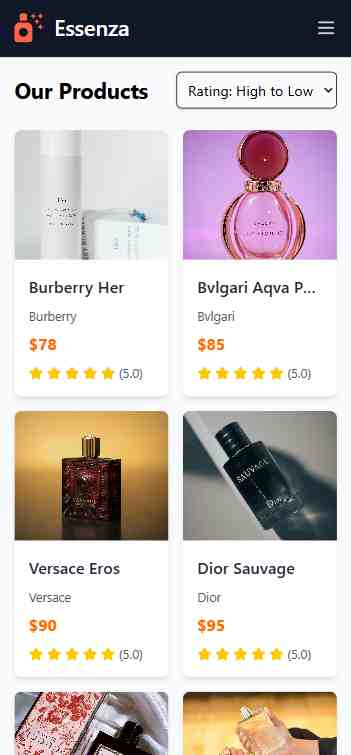 Essenza
Our Products
Rating: High to Low
Burberry Her
Burberry
$78
(5.0)
Bvlgari Aqva P...
Bvlgari
$85
(5.0)
SAUVAGE
Dior
Versace Eros
Versace
$90
(5.0)
Dior Sauvage
Dior
$95
(5.0)